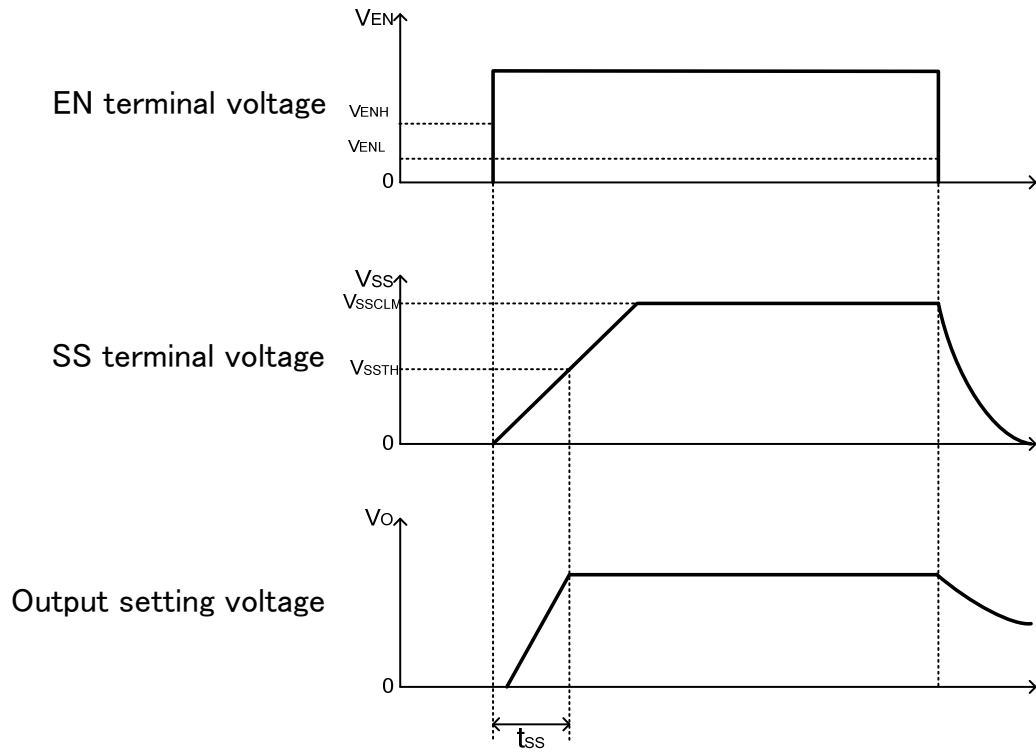 VEN
EN terminal voltage
VENH
VENL
0
VSS
VSSCLM
SS terminal voltage
VSSTH
0
VO
Output setting voltage
0
tSS